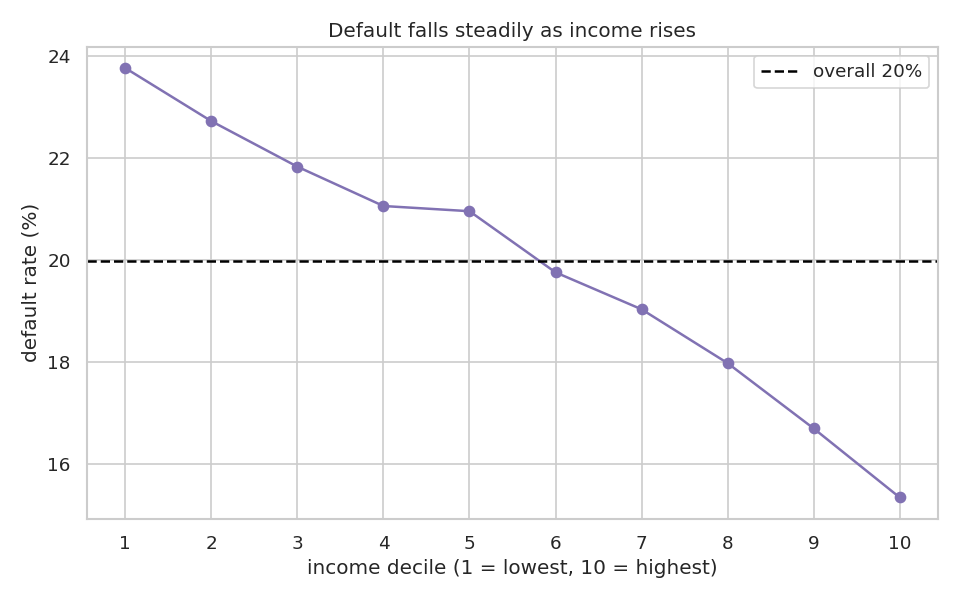 Default falls steadily as income rises
overall 20%
default rate (%)
24
22
20
18
16
1 2 3 4 5 6 7 8 9 10
income decile (1 = lowest, 10 = highest)